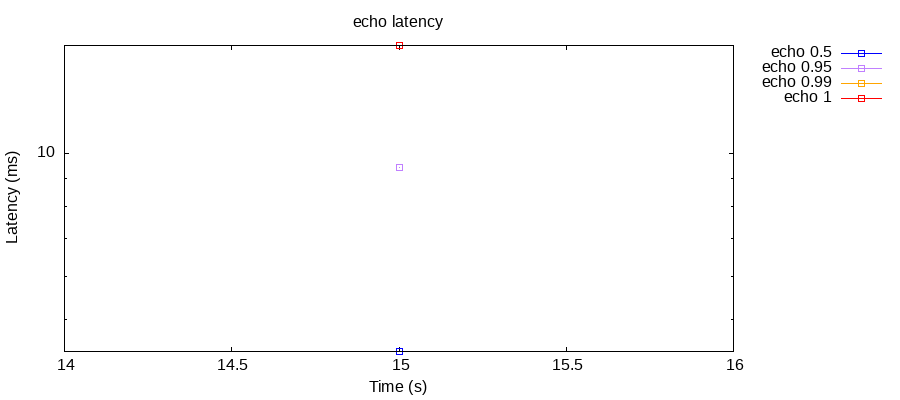 echo latency
echo 0.5
echo 0.95
echo 0.99
echo 1
10
Latency (ms)
14 14.5 15 15.5 16
Time (s)